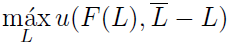 máx u(F(L), L̅ − L)
L